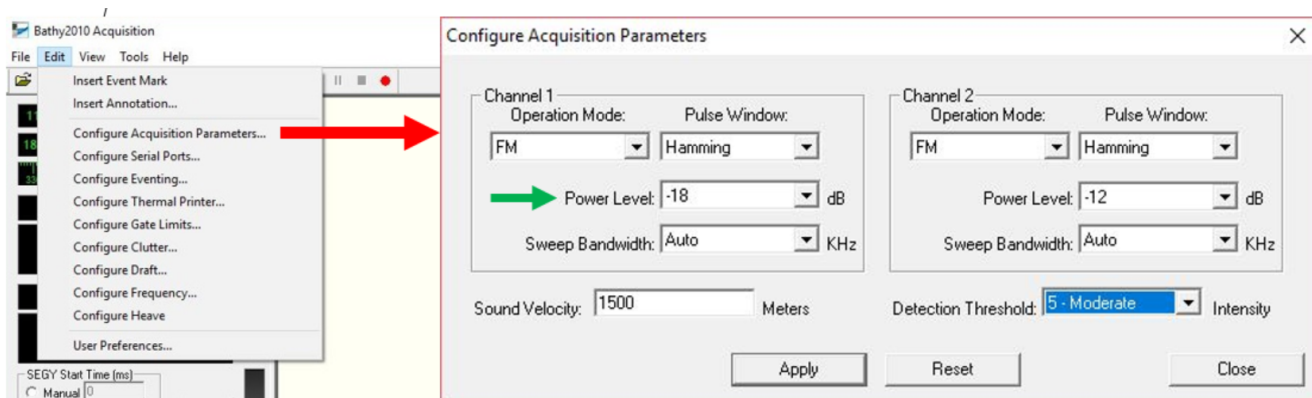 Bathy2010 Acquisition
File Edit View Tools Help
Insert Event Mark
Insert Annotation...
Configure Acquisition Parameters...
Configure Serial Ports...
Configure Eventing...
Configure Thermal Printer...
Configure Gate Limits...
Configure Clutter...
Configure Draft...
Configure Frequency...
Configure Heave
User Preferences...
SEGY Start Time (ms)
Manual 0
Configure Acquisition Parameters
Channel 1
Operation Mode: Pulse Window:
FM Hamming
Power Level: -18 dB
Sweep Bandwidth: Auto KHz
Channel 2
Operation Mode: Pulse Window:
FM Hamming
Power Level: -12 dB
Sweep Bandwidth: Auto KHz
Sound Velocity: 1500 Meters
Detection Threshold: 5 - Moderate Intensity
Apply Reset Close